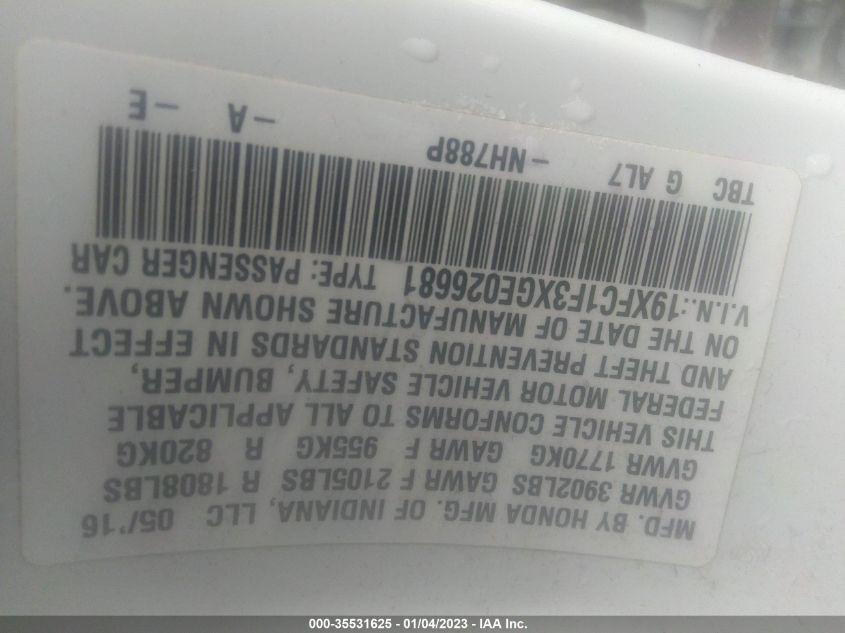 MFD. BY HONDA MFG. OF INDIANA, LLC 05/'16
GVWR 3902LBS GAWR F 2105LBS R 1808LBS
GVWR 1770KG GAWR F 955KG R 820KG
THIS VEHICLE CONFORMS TO ALL APPLICABLE
FEDERAL MOTOR VEHICLE SAFETY, BUMPER,
AND THEFT PREVENTION STANDARDS IN EFFECT
ON THE DATE OF MANUFACTURE SHOWN ABOVE.
V.I.N.:19XFC1F3XGE026681 TYPE: PASSENGER CAR
TBC G AL7 -NH788P -A -E
000-35531625 - 01/04/2023 - IAA Inc.